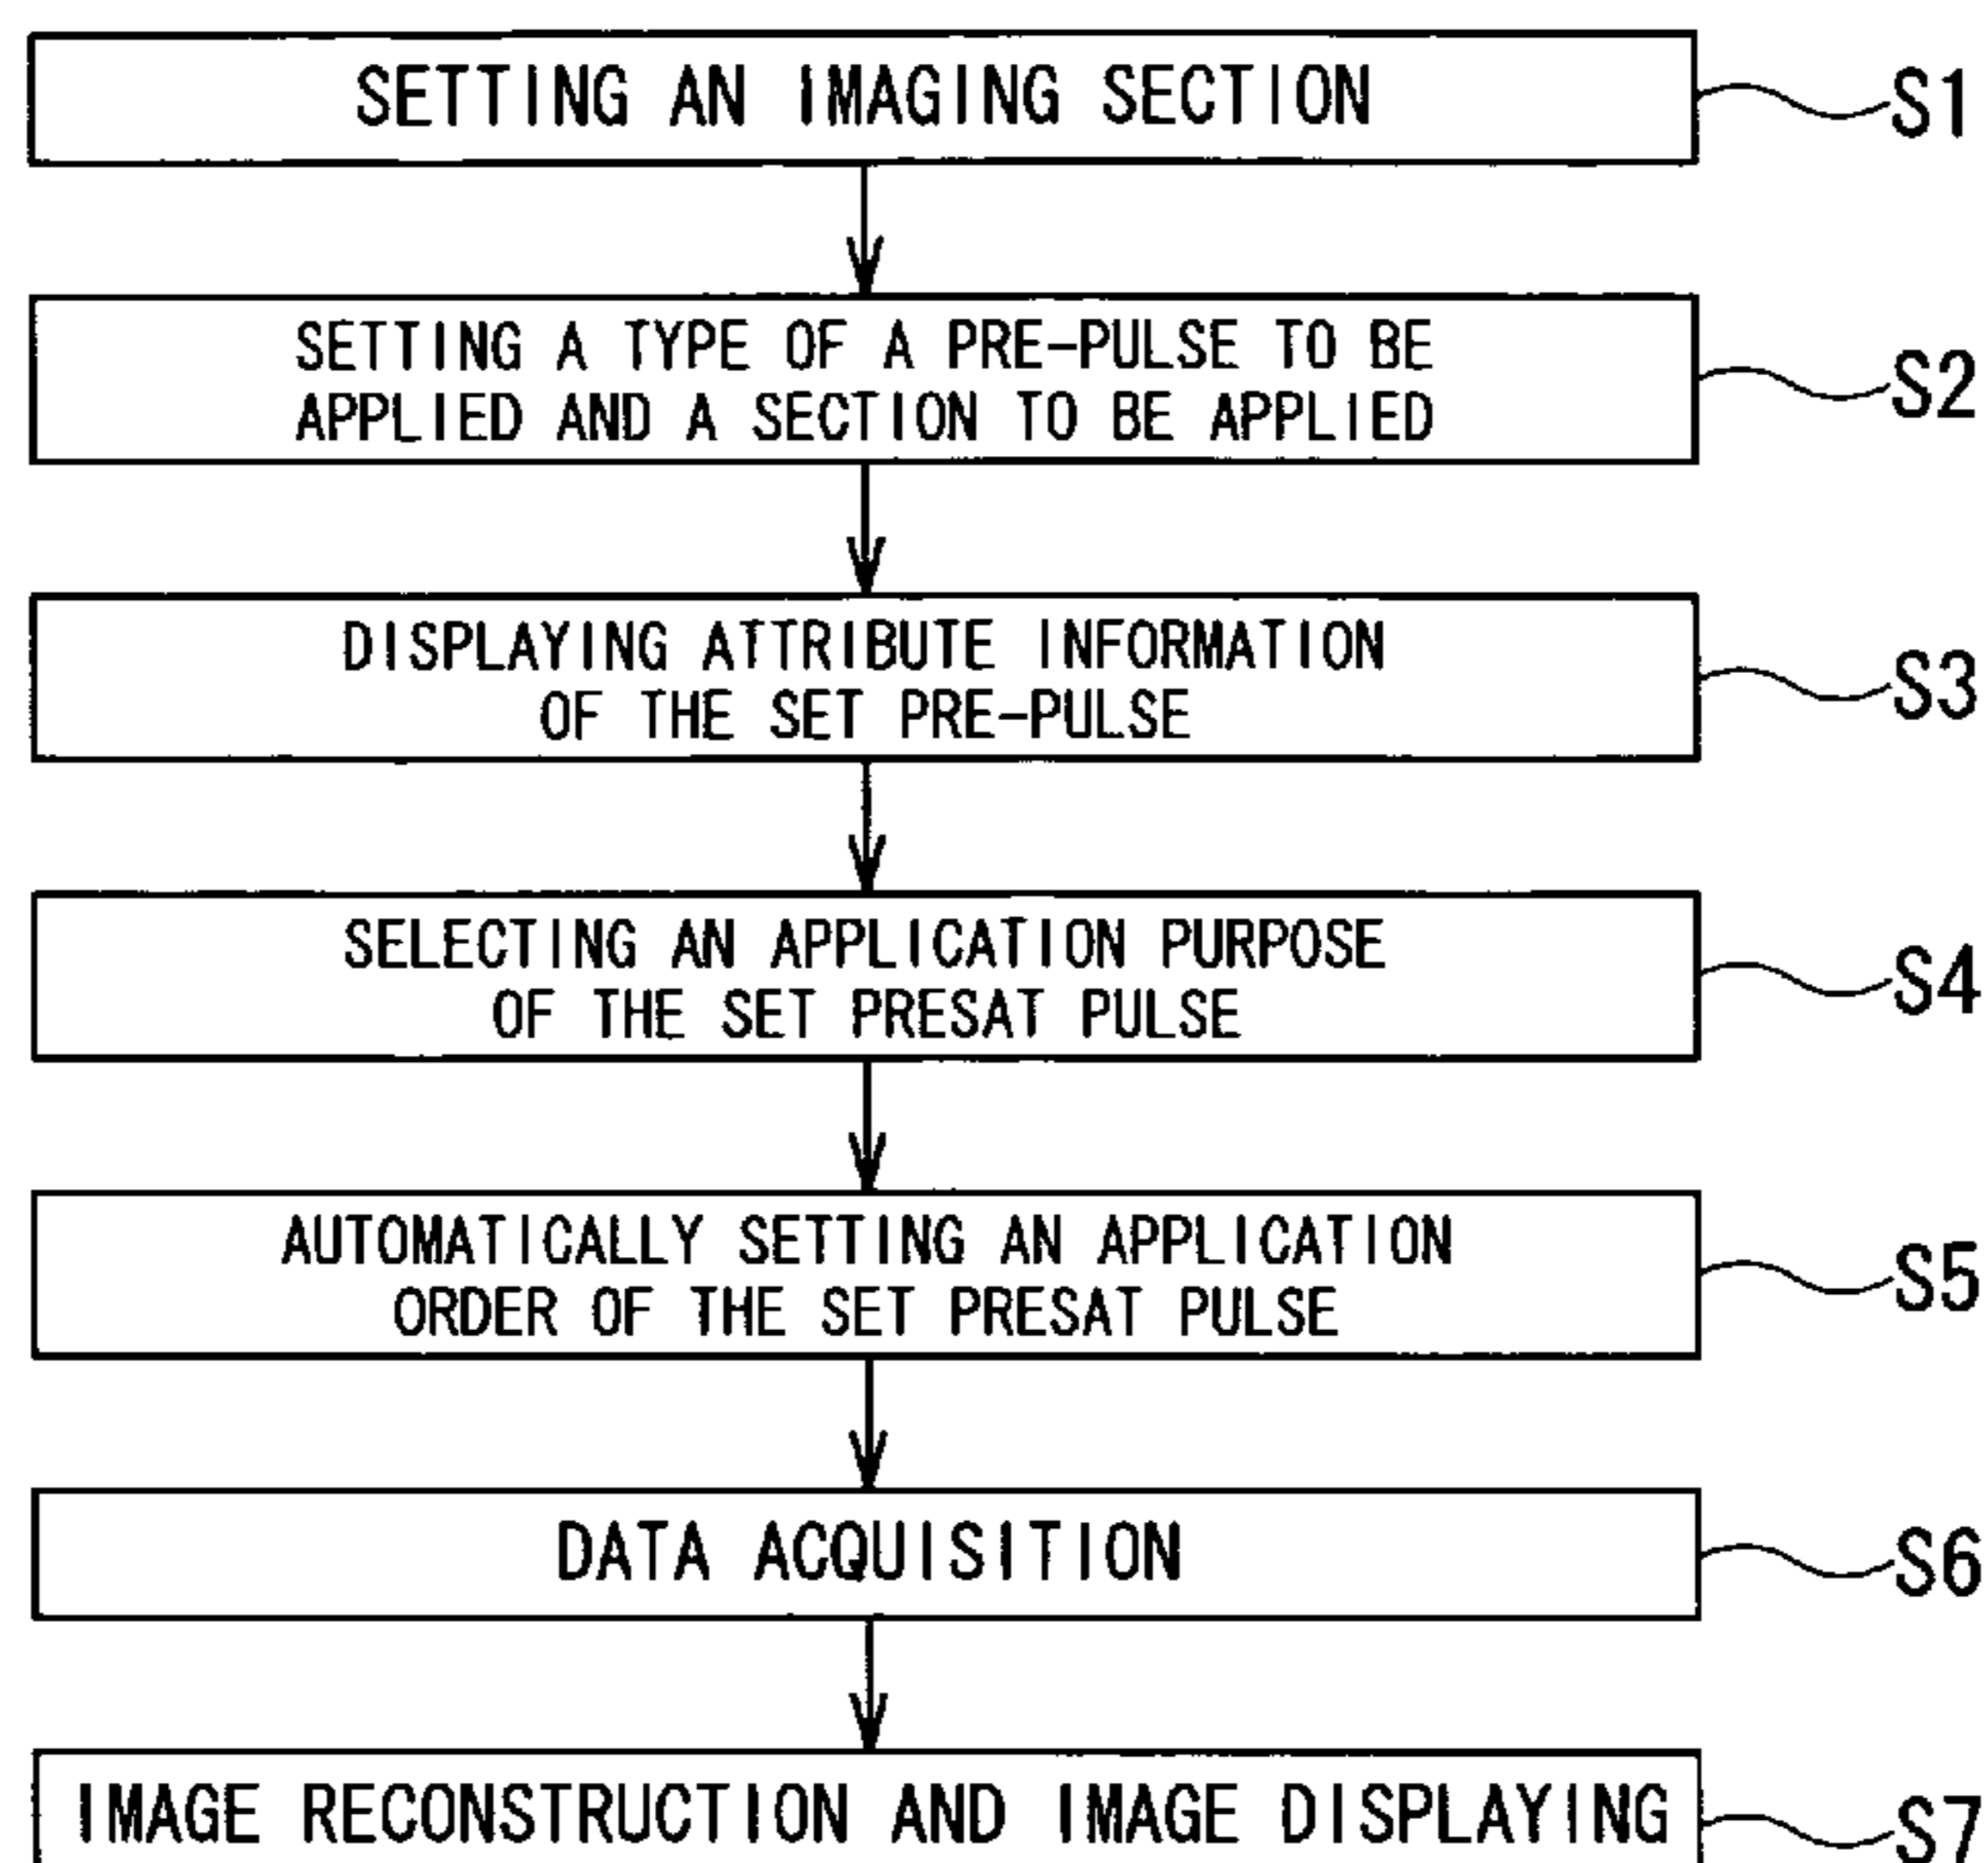 SETTING AN IMAGING SECTION
S1
SETTING A TYPE OF A PRE-PULSE TO BE
APPLIED AND A SECTION TO BE APPLIED
S2
DISPLAYING ATTRIBUTE INFORMATION
OF THE SET PRE-PULSE
S3
SELECTING AN APPLICATION PURPOSE
OF THE SET PRESAT PULSE
S4
AUTOMATICALLY SETTING AN APPLICATION
ORDER OF THE SET PRESAT PULSE
S5
DATA ACQUISITION
S6
IMAGE RECONSTRUCTION AND IMAGE DISPLAYING
S7